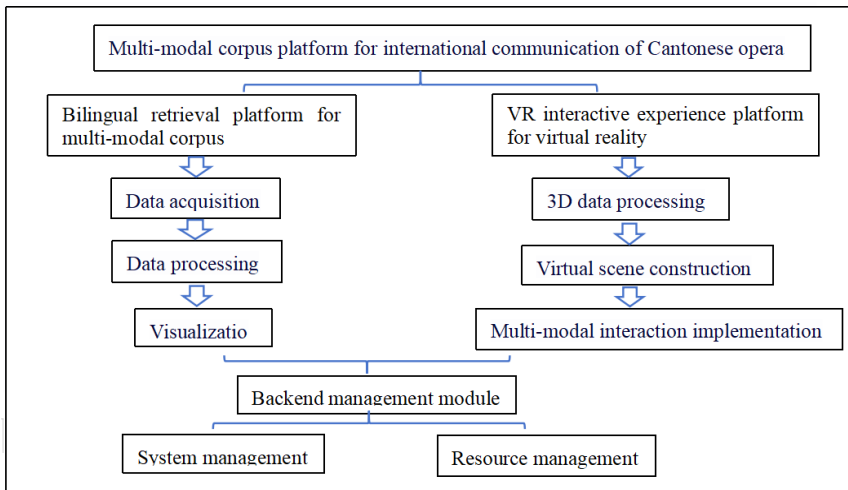 Multi-modal corpus platform for international communication of Cantonese opera
Bilingual retrieval platform for
multi-modal corpus
VR interactive experience platform
for virtual reality
Data acquisition
3D data processing
Data processing
Virtual scene construction
Visualizatio
Multi-modal interaction implementation
Backend management module
System management
Resource management